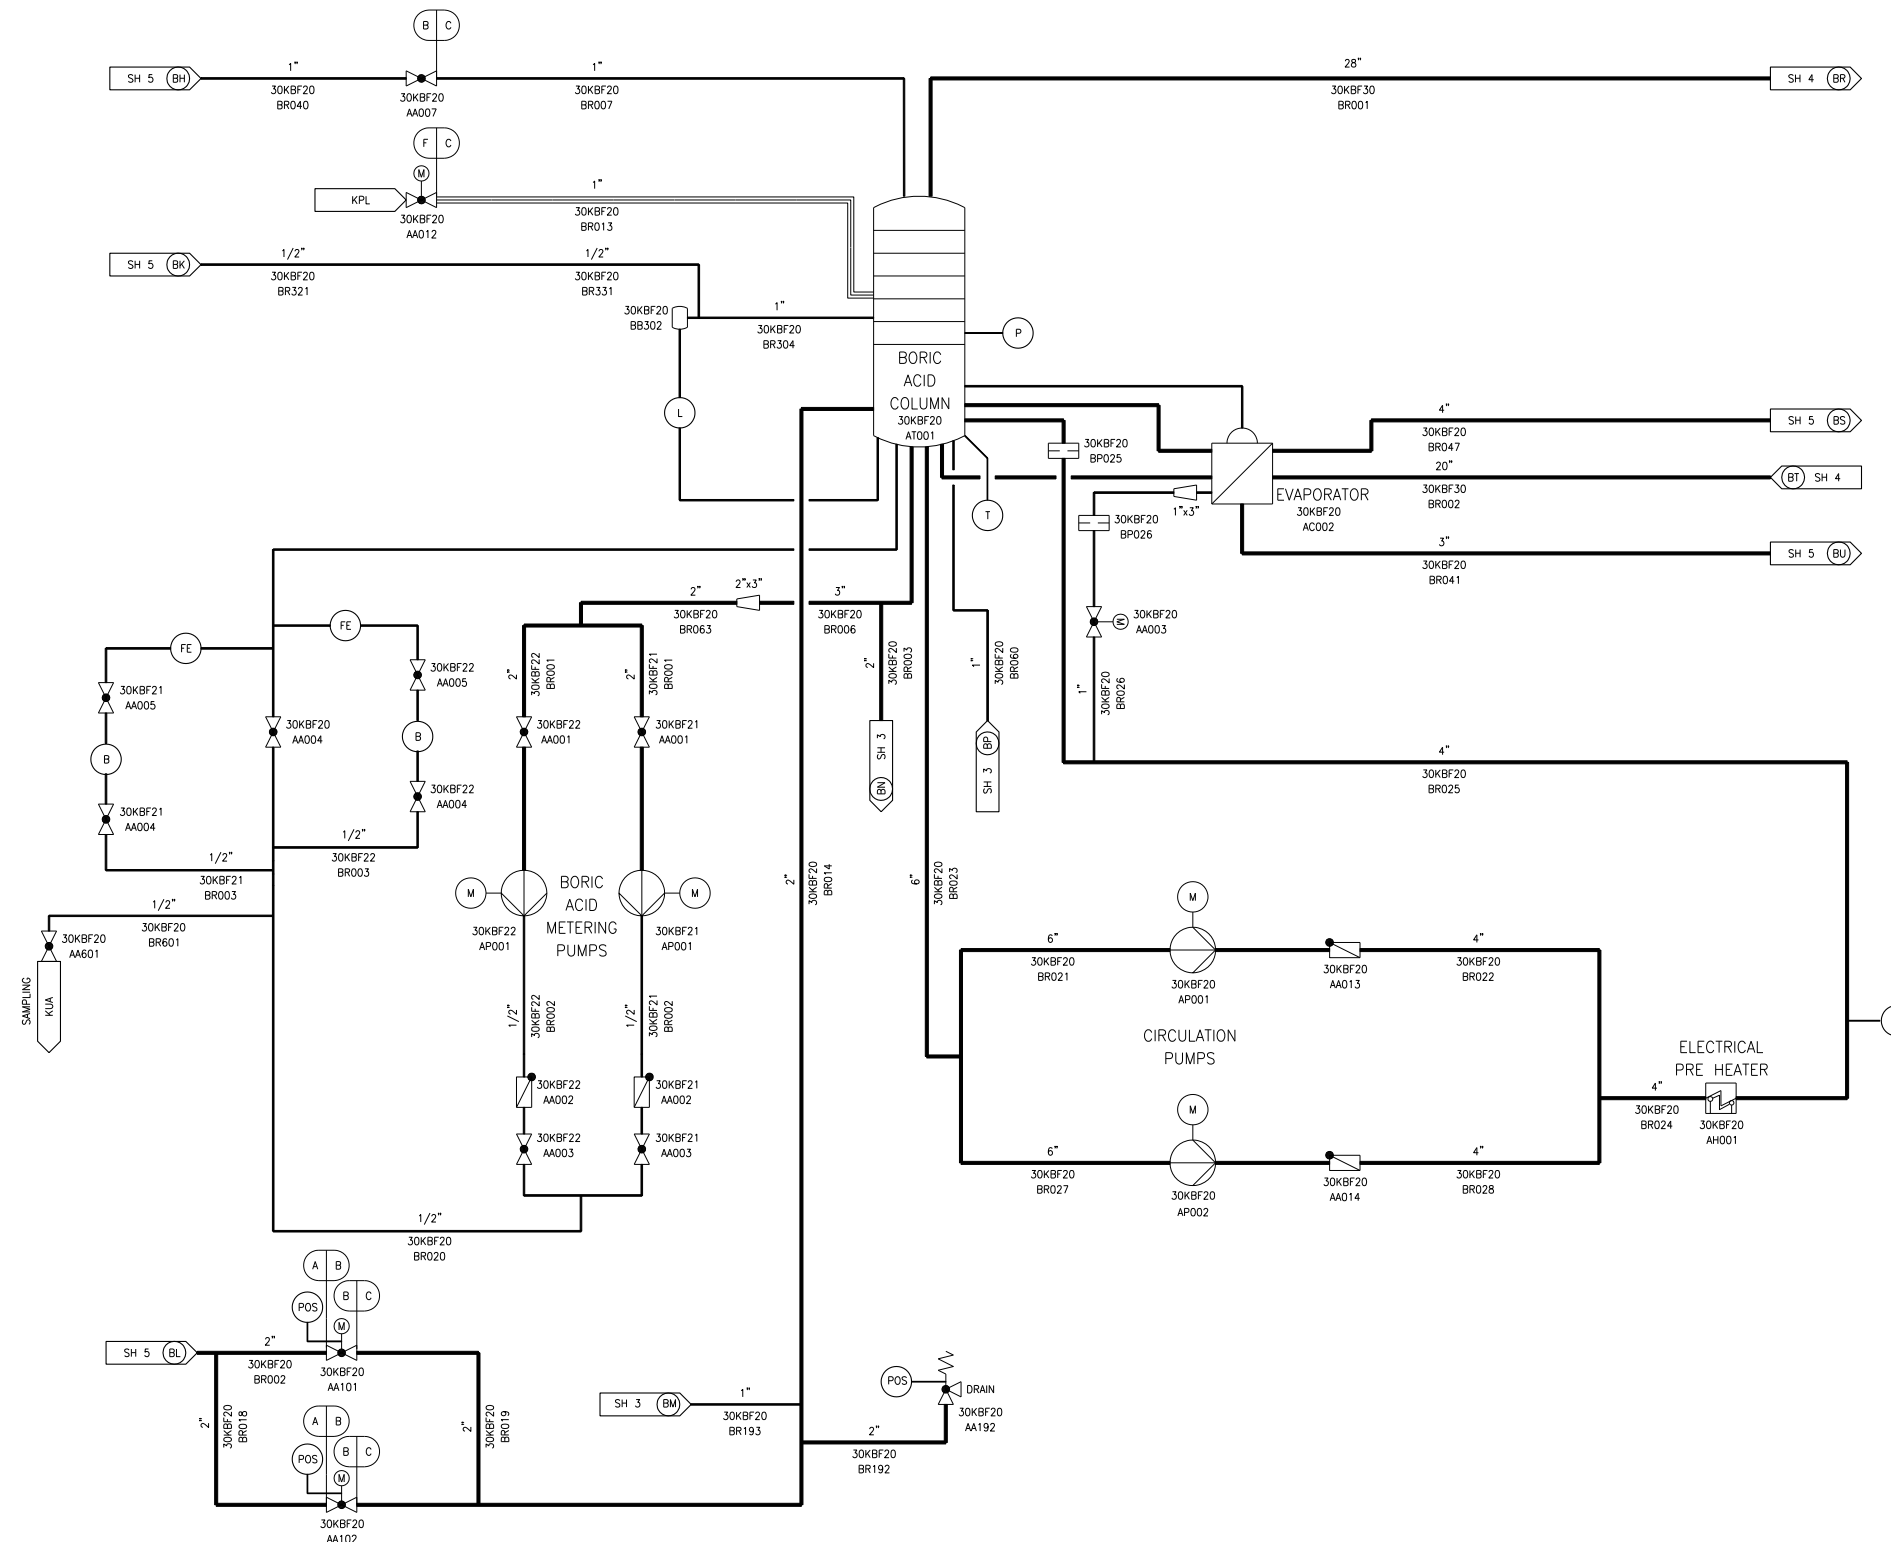 B C
SH 5 BH
1"
30KBF20
BR040
30KBF20
AA007
1"
30KBF20
BR007
28"
30KBF30
BR001
SH 4 BR
F C
M
KPL
30KBF20
AA012
1"
30KBF20
BR013
SH 5 BK
1/2"
30KBF20
BR321
1/2"
30KBF20
BR331
30KBF20
BB302
1"
30KBF20
BR304
P
L
BORIC
ACID
COLUMN
30KBF20
AT001
T
30KBF20
BP025
4"
30KBF20
BR047
SH 5 BS
20"
30KBF30
BR002
BT SH 4
EVAPORATOR
30KBF20
AC002
1"x3"
30KBF20
BP026
3"
30KBF20
BR041
SH 5 BU
30KBF20
AA003
M
1"
30KBF20
BR026
4"
30KBF20
BR025
2"
30KBF20
BR063
2"x3"
3"
30KBF20
BR006
2"
30KBF20
BR003
SH 3 BN
1"
30KBF20
BR060
SH 3 BP
FE
FE
30KBF21
AA005
B
30KBF21
AA004
30KBF20
AA004
30KBF22
AA005
B
30KBF22
AA004
1/2"
30KBF22
BR003
1/2"
30KBF21
BR003
1/2"
30KBF20
BR601
30KBF20
AA601
SAMPLING
KUA
2"
30KBF22
BR001
2"
30KBF21
BR001
30KBF22
AA001
30KBF21
AA001
M
30KBF22
AP001
BORIC
ACID
METERING
PUMPS
M
30KBF21
AP001
1/2"
30KBF22
BR002
1/2"
30KBF21
BR002
30KBF22
AA002
30KBF21
AA002
30KBF22
AA003
30KBF21
AA003
1/2"
30KBF20
BR020
2"
30KBF20
BR014
6"
30KBF20
BR023
6"
30KBF20
BR021
M
30KBF20
AP001
30KBF20
AA013
4"
30KBF20
BR022
CIRCULATION
PUMPS
6"
30KBF20
BR027
M
30KBF20
AP002
30KBF20
AA014
4"
30KBF20
BR028
ELECTRICAL
PRE HEATER
4"
30KBF20
BR024
30KBF20
AH001
A B
B C
POS
M
SH 5 BL
2"
30KBF20
BR002
30KBF20
AA101
2"
30KBF20
BR018
2"
30KBF20
BR019
A B
B C
POS
M
30KBF20
AA102
SH 3 BM
1"
30KBF20
BR193
POS
DRAIN
30KBF20
AA192
2"
30KBF20
BR192